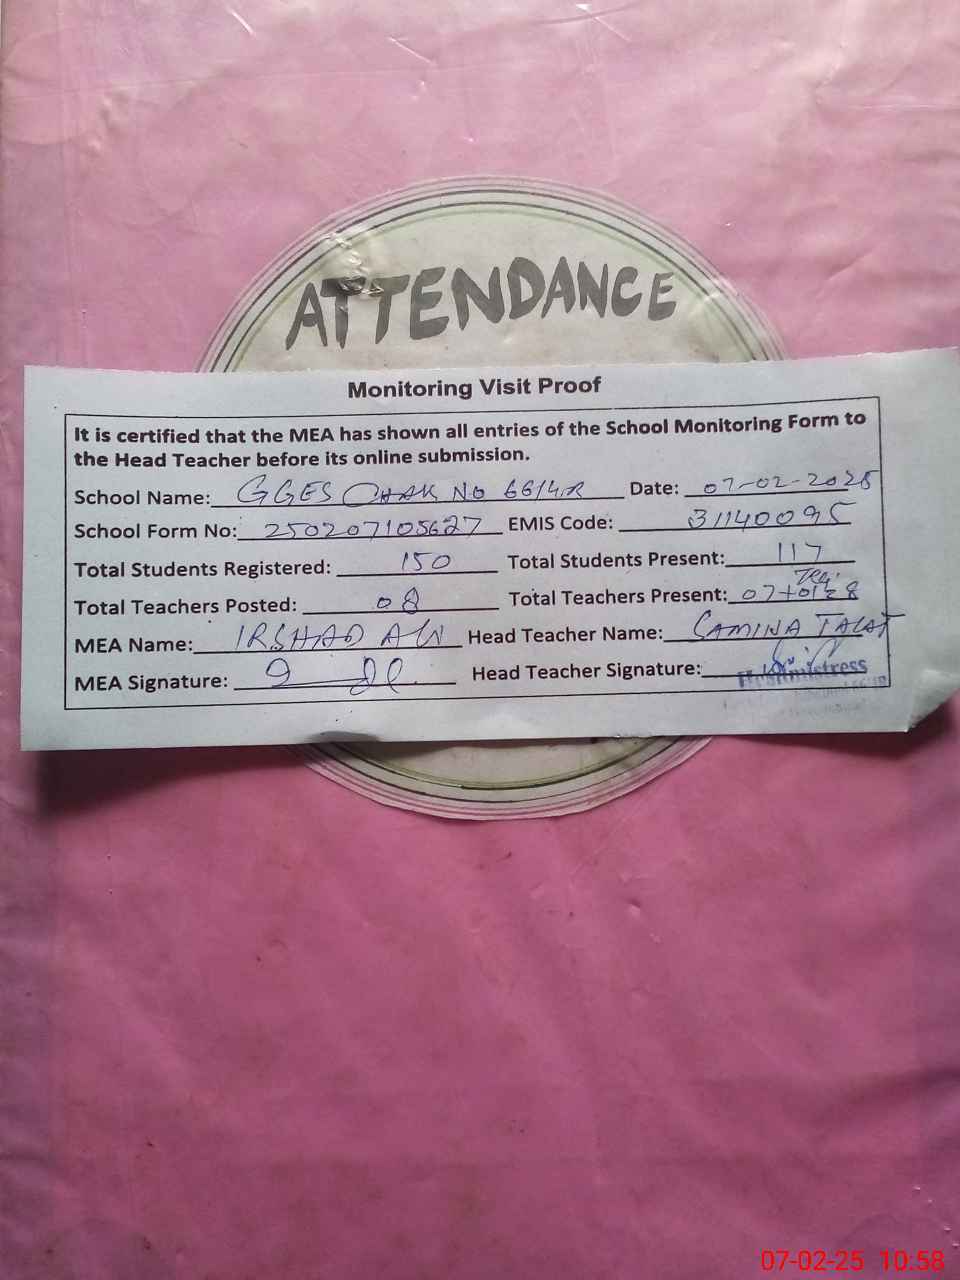 ATTENDANCE
Monitoring Visit Proof
It is certified that the MEA has shown all entries of the School Monitoring Form to
the Head Teacher before its online submission.
School Name: GGES CHAK NO 66/4.R Date: 07-02-2025
School Form No: 250207105627 EMIS Code: 31140095
Total Students Registered: 150 Total Students Present: 117
Total Teachers Posted: 08 Total Teachers Present: 07+01=8
MEA Name: IRSHAD ALI Head Teacher Name: SAMINA TALAT
MEA Signature: Head Teacher Signature:
Headmistress
07-02-25 10:58